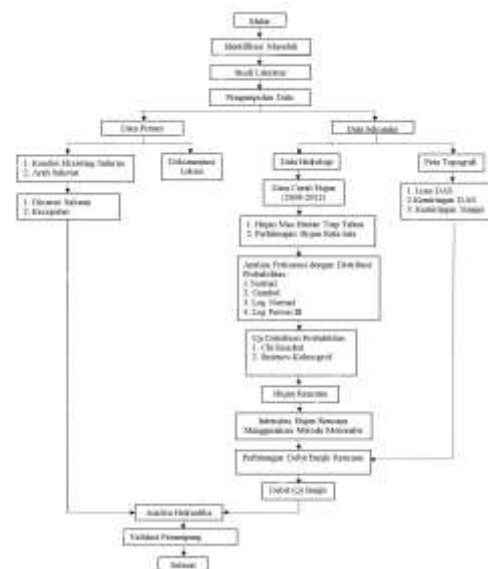 Mulai
Identifikasi Masalah
Studi Literatur
Pengumpulan Data
Data Primer
Data Sekunder
1. Kondisi Eksisting Saluran
2. Arah Saluran
Dokumentasi
Lokasi
Data Hidrologi
Peta Topografi
1. Dimensi Saluran
2. Kecepatan
Data Curah Hujan
1. Luas DAS
2. Kemiringan DAS
3. Kemiringan Sungai
1. Hujan Max Harian Tiap Tahun
2. Perhitungan Hujan Rata-rata
Analisa Frekuensi dengan Distribusi
Probabilitas
1. Normal
2. Gumbel
3. Log Normal
4. Log Person III
Uji Distribusi Probabilitas
1. Chi Kuadrat
2. Smirnov-Kolmogrof
Hujan Rencana
Intensitas Hujan Rencana
Menggunakan Metode Mononobe
Perhitungan Debit Banjir Rencana
Debit (Q) Banjir
Analisa Hidraulika
Validasi Penampang
Selesai